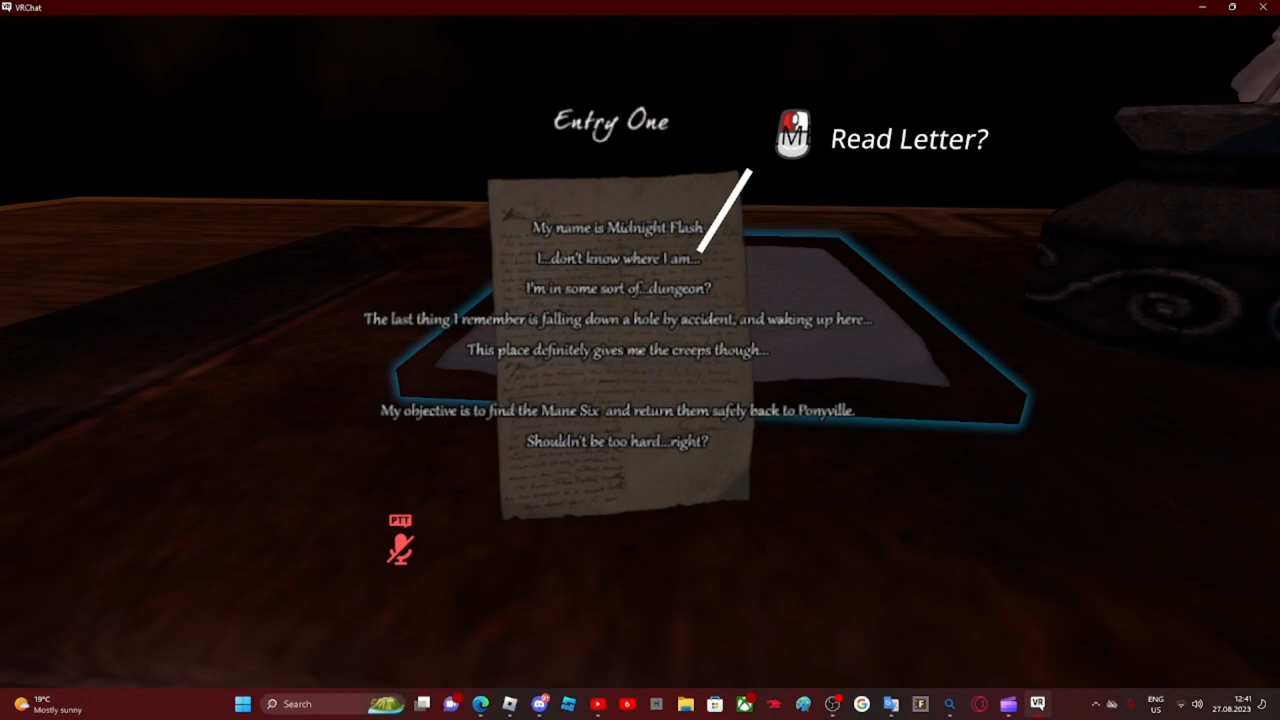 VRChat
Entry One
Read Letter?
My name is Midnight Flash
I...don't know where I am...
I'm in some sort of...dungeon?
The last thing I remember is falling down a hole by accident, and waking up here...
This place definitely gives me the creeps though...
My objective is to find the Mane Six and return them safely back to Ponyville.
Shouldn't be too hard...right?
PTT
19°C
Mostly sunny
Search
ENG
US
12:41
27.08.2023